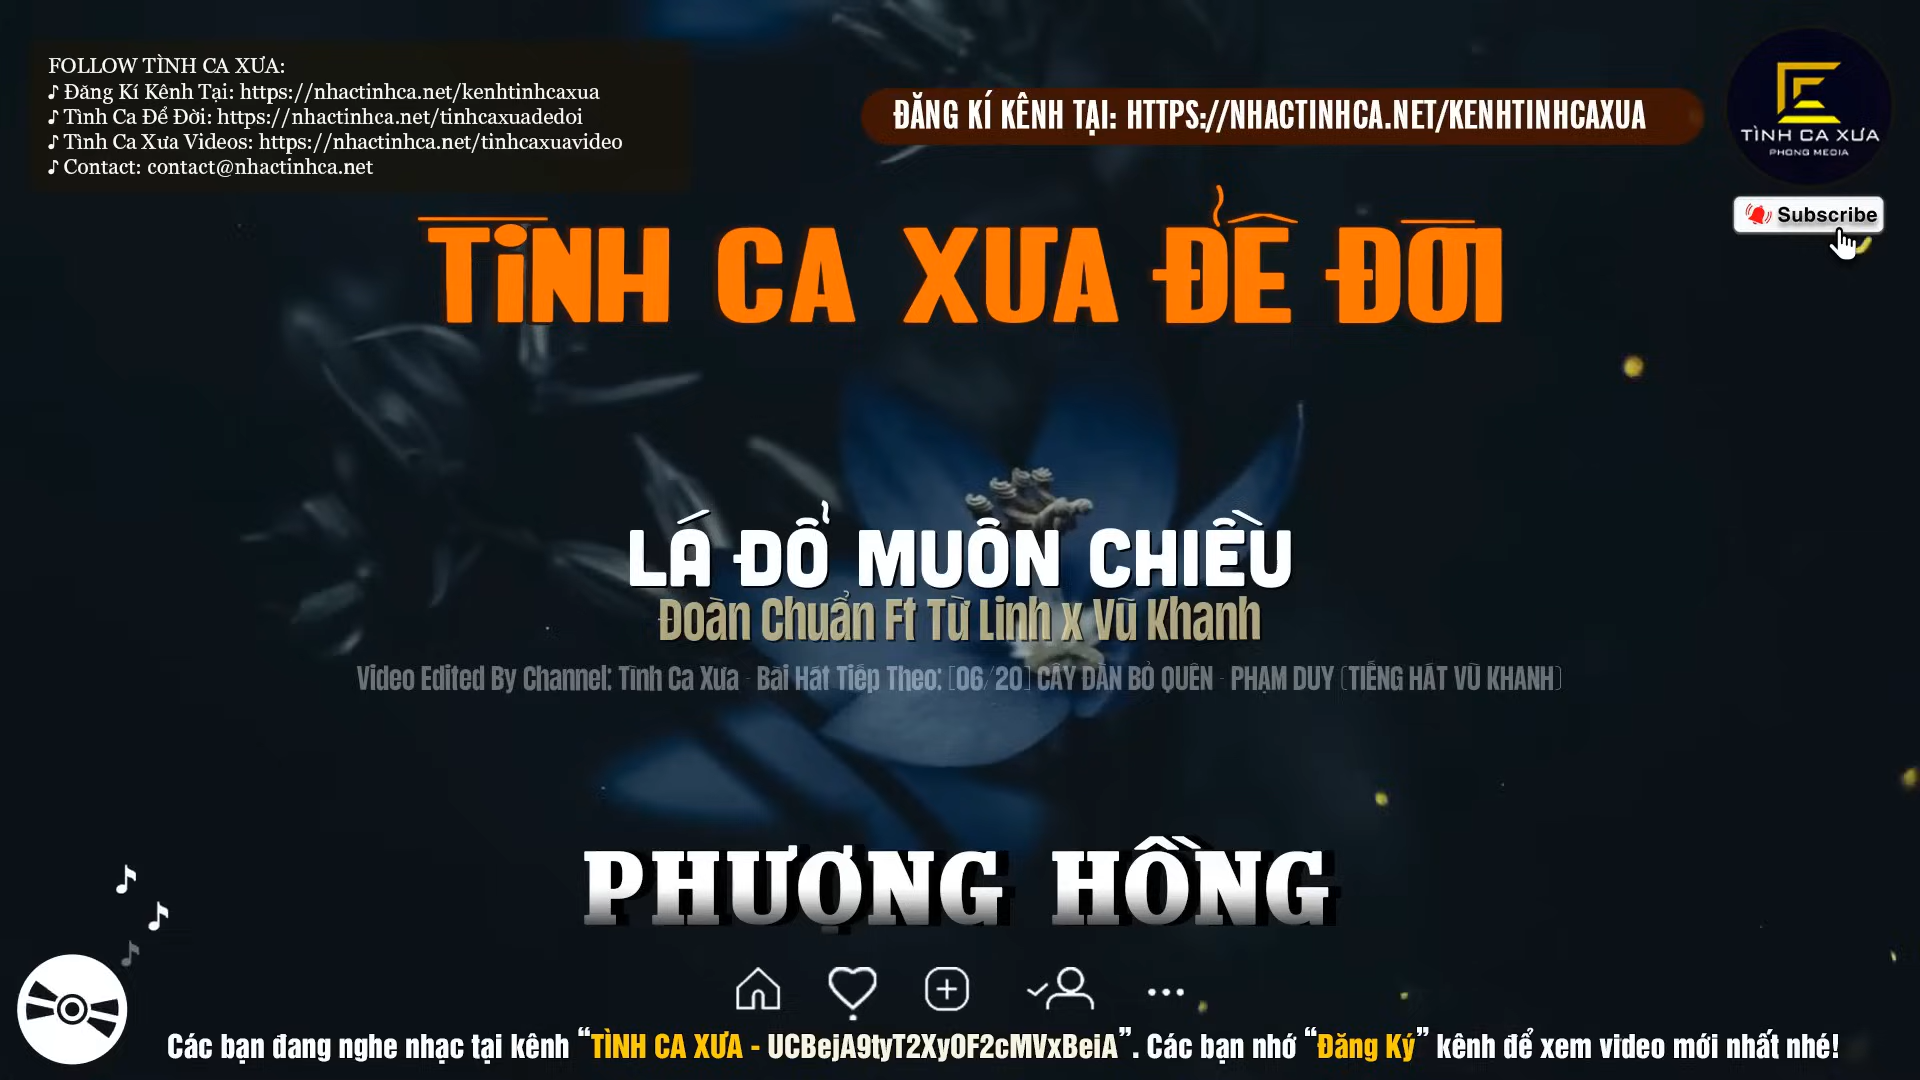 FOLLOW TÌNH CA XƯA:
♪ Đăng Kí Kênh Tại: https://nhactinhca.net/kenhtinhcaxua
♪ Tình Ca Để Đời: https://nhactinhca.net/tinhcaxuadedoi
♪ Tình Ca Xưa Videos: https://nhactinhca.net/tinhcaxuavideo
♪ Contact: contact@nhactinhca.net
ĐĂNG KÍ KÊNH TẠI: HTTPS://NHACTINHCA.NET/KENHTINHCAXUA
TÌNH CA XƯA
PHONG MEDIA
Subscribe
TÌNH CA XƯA ĐỂ ĐỜI
LÁ ĐỔ MUÔN CHIỀU
Đoàn Chuẩn Ft Từ Linh x Vũ Khanh
Video Edited By Channel: Tình Ca Xưa - Bài Hát Tiếp Theo: [06/20] CÂY ĐÀN BỎ QUÊN - PHẠM DUY (TIẾNG HÁT VŨ KHANH)
PHƯỢNG HỒNG
Các bạn đang nghe nhạc tại kênh “TÌNH CA XƯA - UCBejA9tyT2XyOF2cMVxBeiA”. Các bạn nhớ “Đăng Ký” kênh để xem video mới nhất nhé!